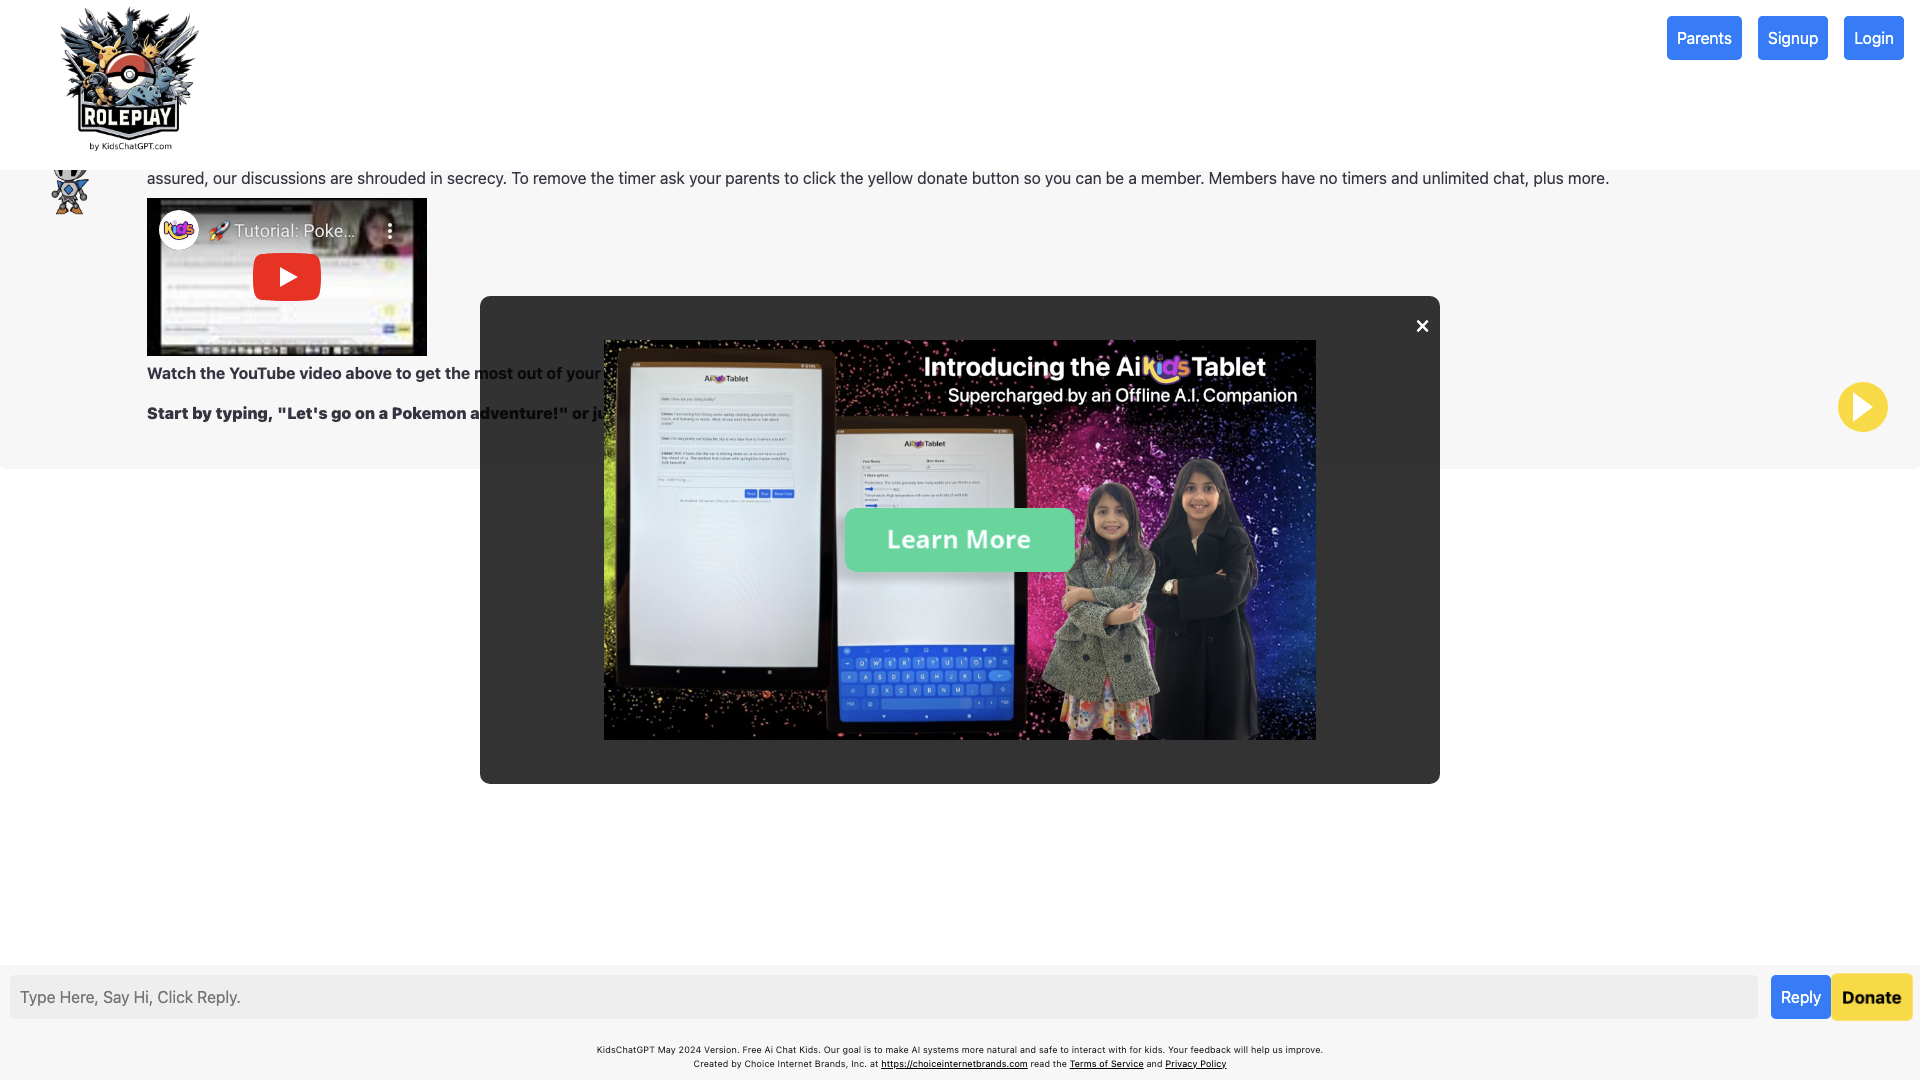 Parents
Signup
Login
ROLEPLAY
by KidsChatGPT.com
assured, our discussions are shrouded in secrecy. To remove the timer ask your parents to click the yellow donate button so you can be a member. Members have no timers and unlimited chat, plus more.
Kids
🚀 Tutorial: Poke...
×
Introducing the Ai Kids Tablet
Supercharged by an Offline A.I. Companion
Watch the YouTube video above to get the most out of your
Start by typing, "Let's go on a Pokemon adventure!" or ju
Ai Kids Tablet
Ai Kids Tablet
Learn More
Q W E R T Y U I O P
A S D F G H J K L
Z X C V B N M
Type Here, Say Hi, Click Reply.
Reply
Donate
KidsChatGPT May 2024 Version. Free Ai Chat Kids. Our goal is to make AI systems more natural and safe to interact with for kids. Your feedback will help us improve.
Created by Choice Internet Brands, Inc. at https://choiceinternetbrands.com read the Terms of Service and Privacy Policy